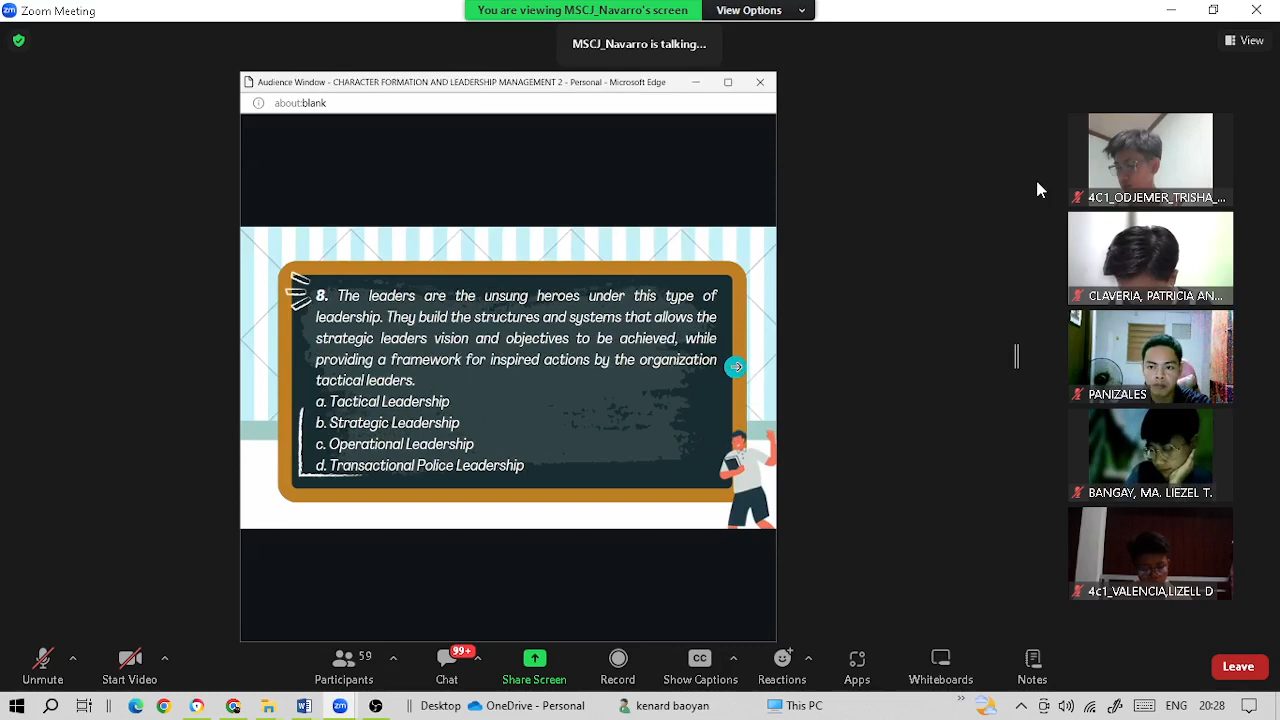 Zoom Meeting
You are viewing MSCJ_Navarro's screen
View Options
MSCJ_Navarro is talking...
View
Audience Window - CHARACTER FORMATION AND LEADERSHIP MANAGEMENT 2 - Personal - Microsoft Edge
about:blank
8. The leaders are the unsung heroes under this type of
leadership. They build the structures and systems that allows the
strategic leaders vision and objectives to be achieved, while
providing a framework for inspired actions by the organization
tactical leaders.
a. Tactical Leadership
b. Strategic Leadership
c. Operational Leadership
d. Transactional Police Leadership
4C1_ODJEMER_TRISHA_...
CLAVERIA, PATRICIA AN...
PANIZALES
BANGAY, MA. LIEZEL T.
4c1_VALENCIA,LIZELL D
Unmute
Start Video
59
Participants
99+
Chat
Share Screen
Record
CC
Show Captions
Reactions
Apps
Whiteboards
Notes
Leave
Desktop
OneDrive - Personal
kenard baoyan
This PC
ENG
20:28